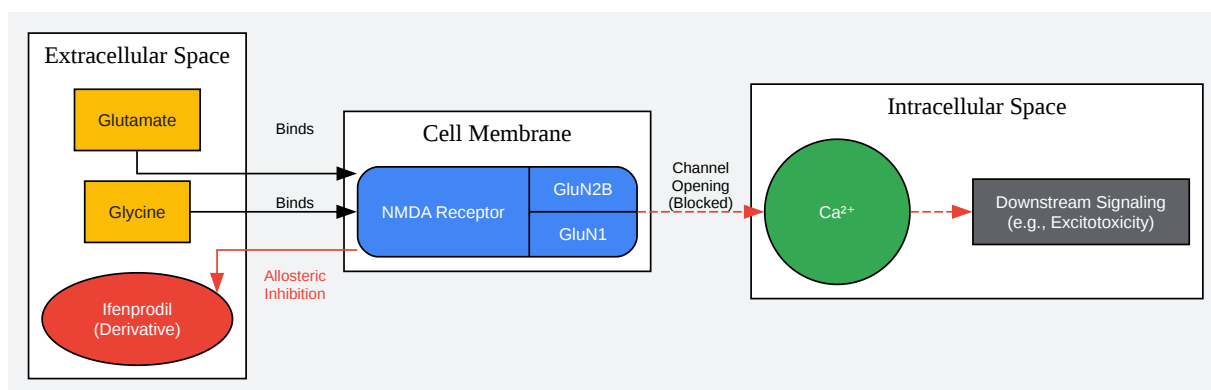 Extracellular Space
Glutamate
Glycine
Ifenprodil
(Derivative)
Binds
Binds
Allosteric
Inhibition
Cell Membrane
NMDA Receptor
GluN2B
GluN1
Channel
Opening
(Blocked)
Intracellular Space
Ca²⁺
Downstream Signaling
(e.g., Excitotoxicity)